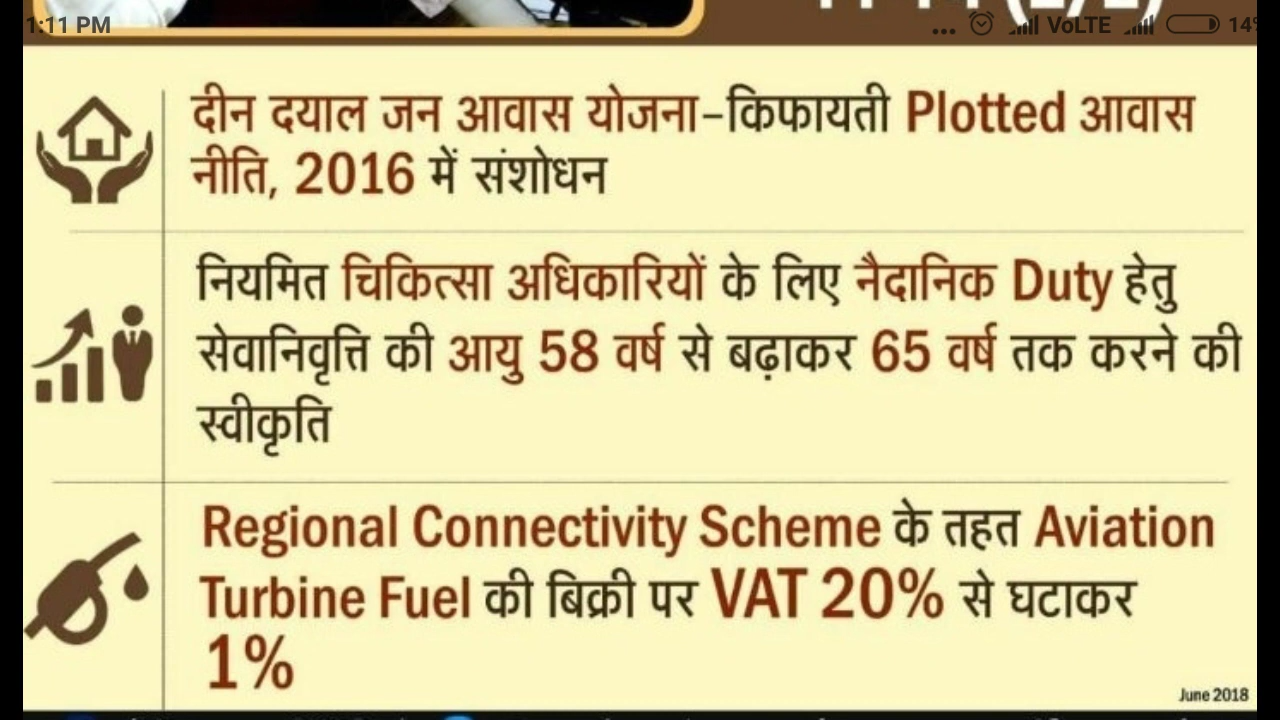 1:11 PM
... VoLTE 14%
दीन दयाल जन आवास योजना-किफायती Plotted आवास
नीति, 2016 में संशोधन
नियमित चिकित्सा अधिकारियों के लिए नैदानिक Duty हेतु
सेवानिवृत्ति की आयु 58 वर्ष से बढ़ाकर 65 वर्ष तक करने की
स्वीकृति
Regional Connectivity Scheme के तहत Aviation
Turbine Fuel की बिक्री पर VAT 20% से घटाकर
1%
June 2018